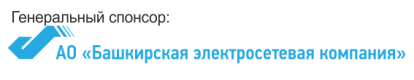 Генеральный спонсор:
АО «Башкирская электросетевая компания»